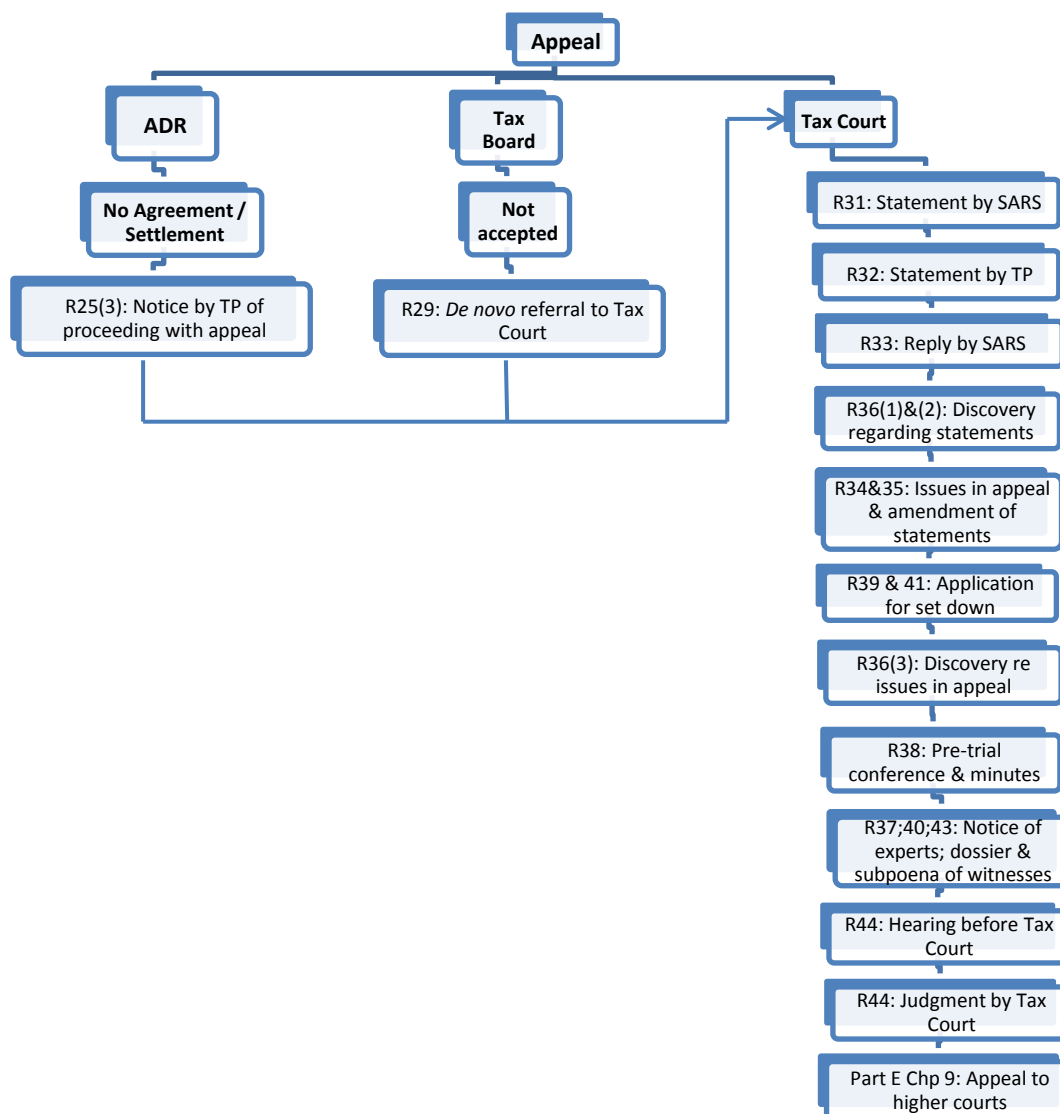 Appeal
ADR
Tax
Board
Tax Court
No Agreement /
Settlement
Not
accepted
R25(3): Notice by TP of
proceeding with appeal
R29: De novo referral to Tax
Court
R31: Statement by SARS
R32: Statement by TP
R33: Reply by SARS
R36(1)&(2): Discovery
regarding statements
R34&35: Issues in appeal
& amendment of
statements
R39 & 41: Application
for set down
R36(3): Discovery re
issues in appeal
R38: Pre-trial
conference & minutes
R37;40;43: Notice of
experts; dossier &
subpoena of witnesses
R44: Hearing before Tax
Court
R44: Judgment by Tax
Court
Part E Chp 9: Appeal to
higher courts